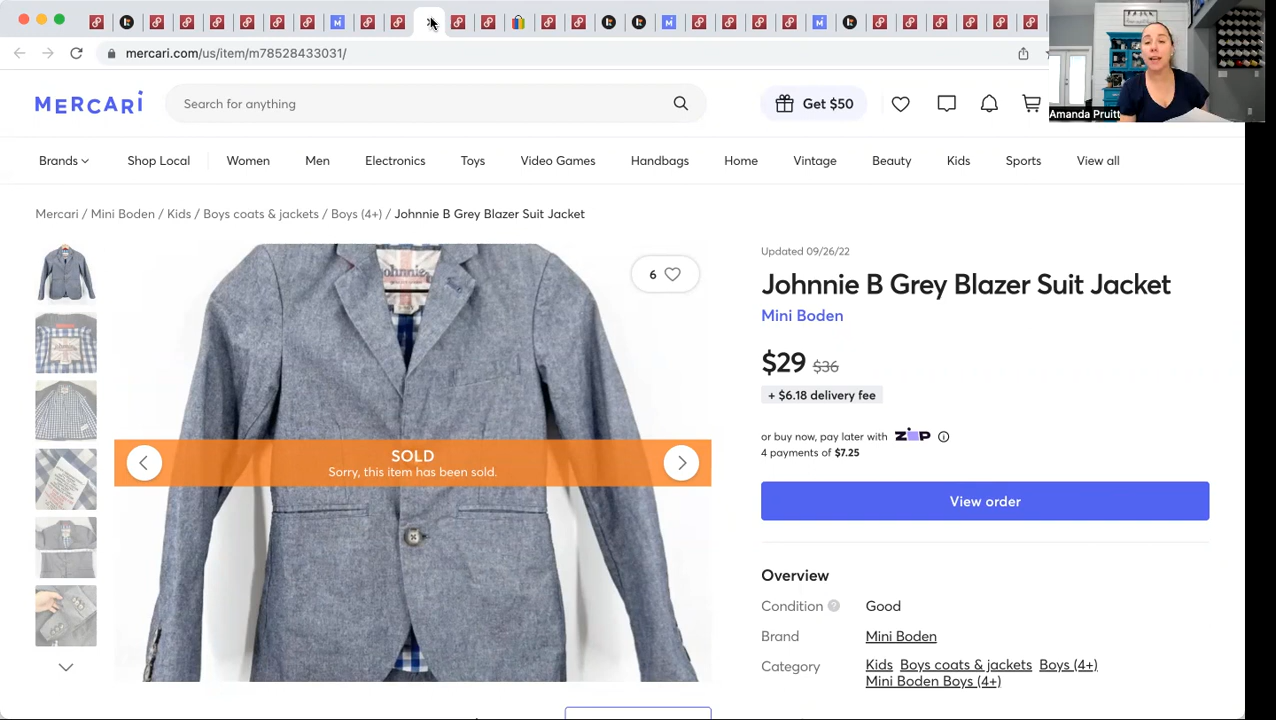 mercari.com/us/item/m78528433031/
MERCARI
Search for anything
Get $50
Amanda Pruitt
Brands
Shop Local
Women
Men
Electronics
Toys
Video Games
Handbags
Home
Vintage
Beauty
Kids
Sports
View all
Mercari / Mini Boden / Kids / Boys coats & jackets / Boys (4+) / Johnnie B Grey Blazer Suit Jacket
johnnie
6
SOLD
Sorry, this item has been sold.
Updated 09/26/22
Johnnie B Grey Blazer Suit Jacket
Mini Boden
$29 $36
+ $6.18 delivery fee
or buy now, pay later with ZIP
4 payments of $7.25
View order
Overview
Condition ? Good
Brand Mini Boden
Category Kids Boys coats & jackets Boys (4+)
Mini Boden Boys (4+)